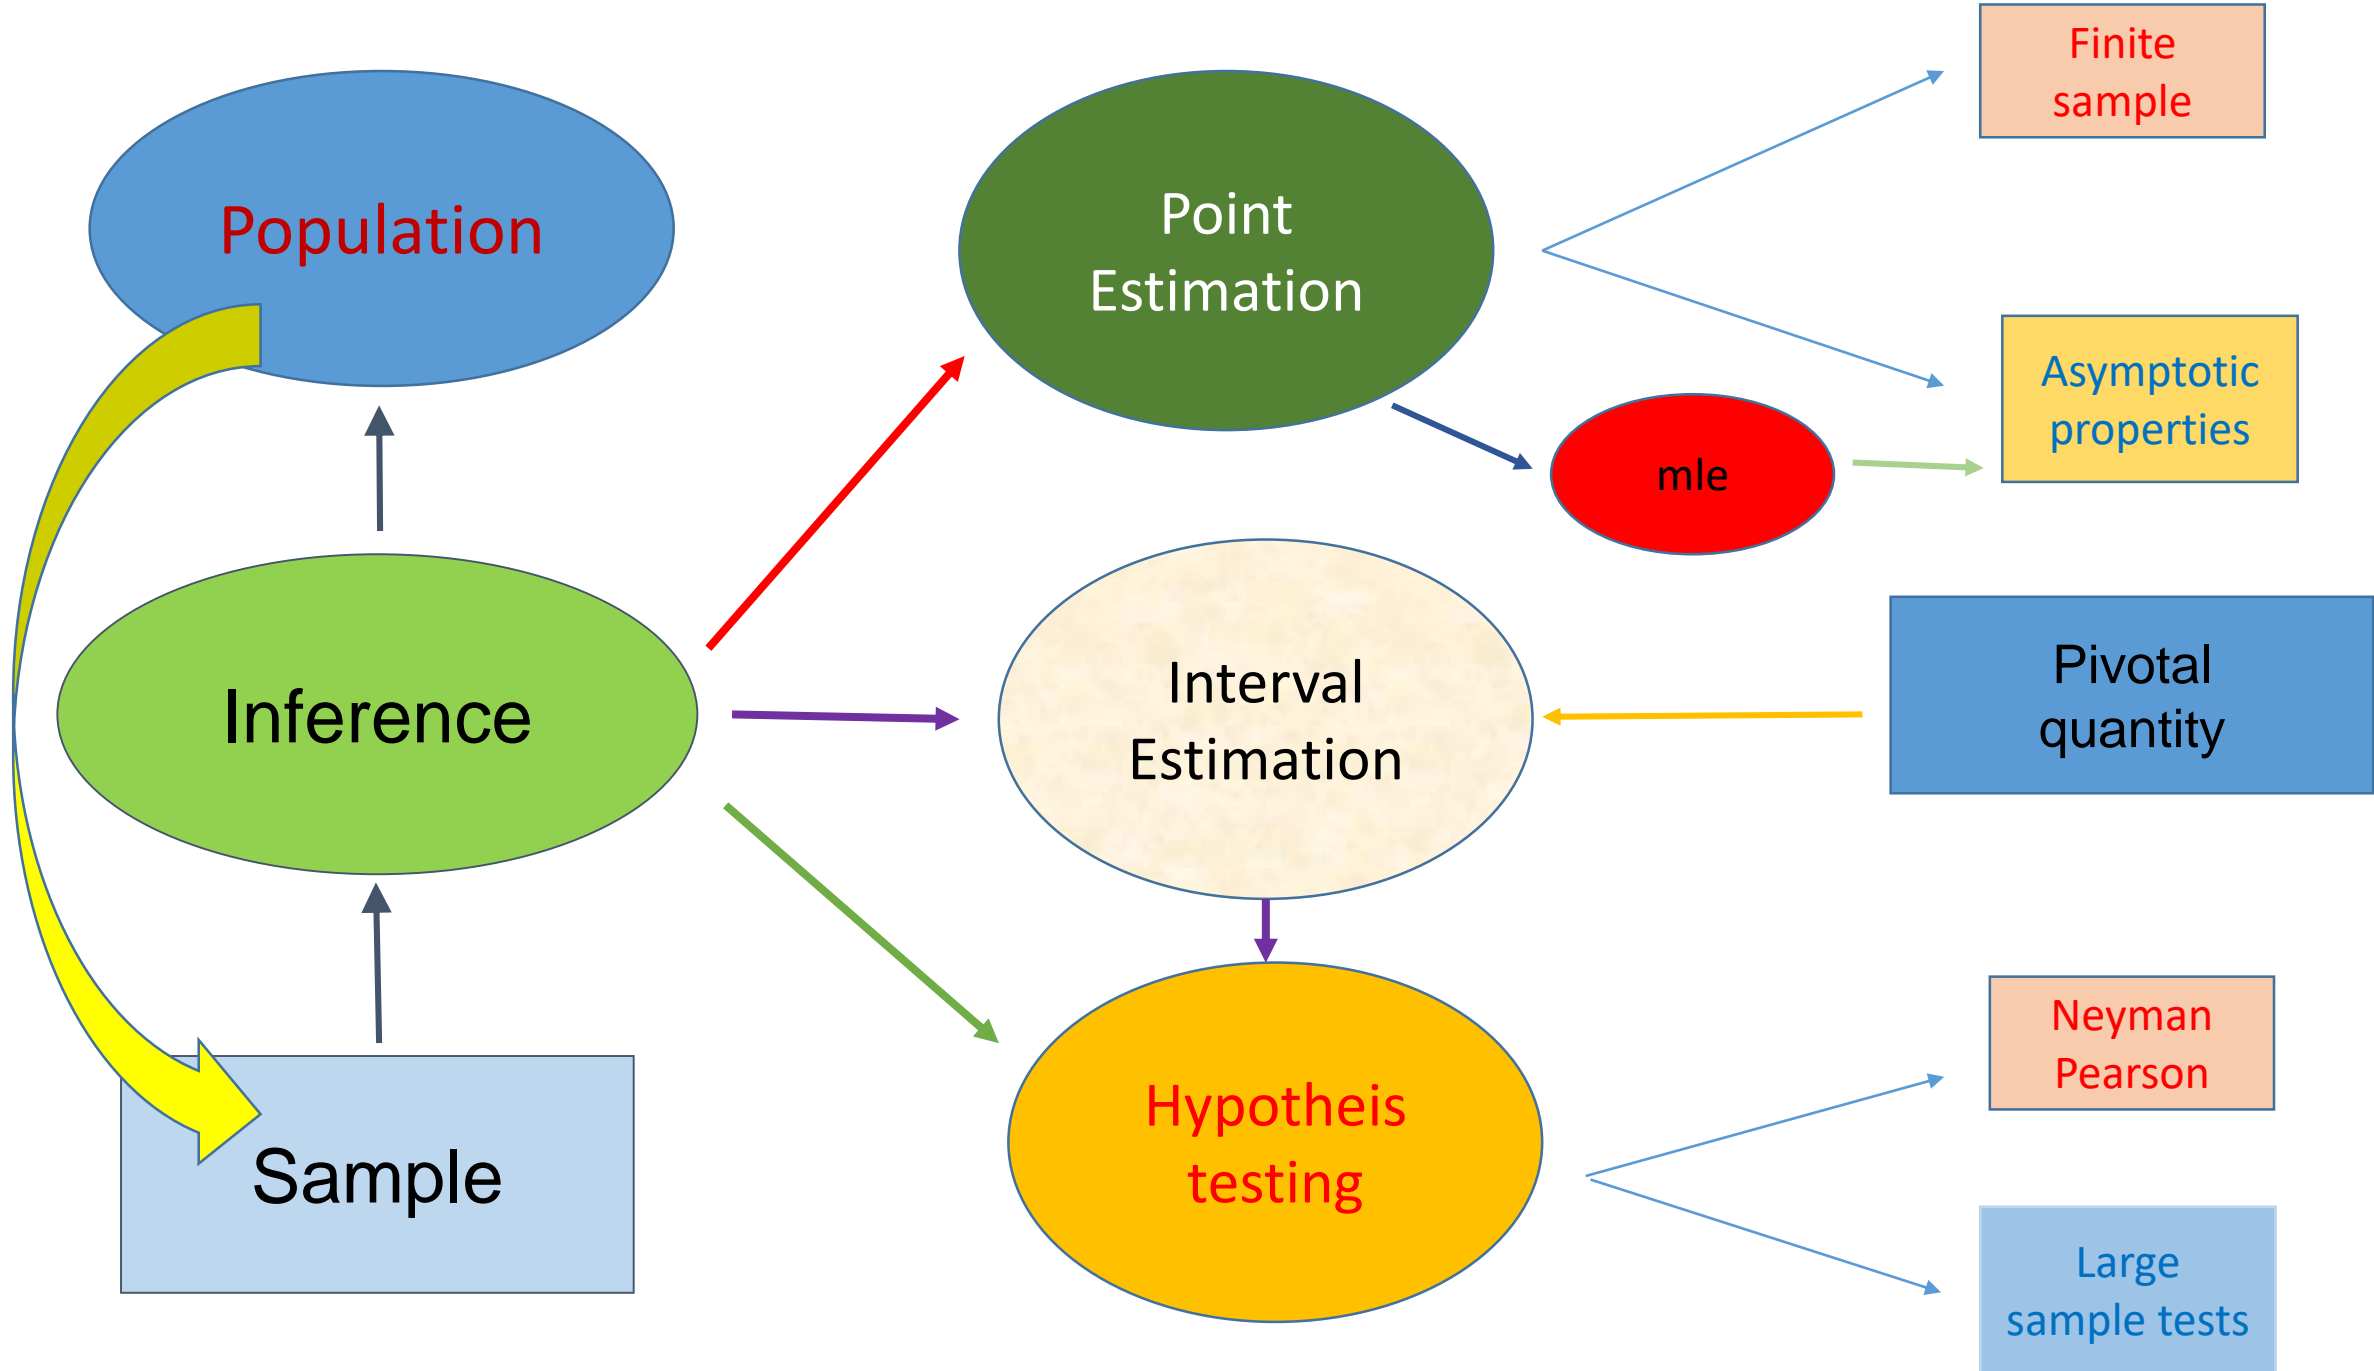 Population
Inference
Sample
Point
Estimation
mle
Interval
Estimation
Hypotheis
testing
Finite
sample
Asymptotic
properties
Pivotal
quantity
Neyman
Pearson
Large
sample tests